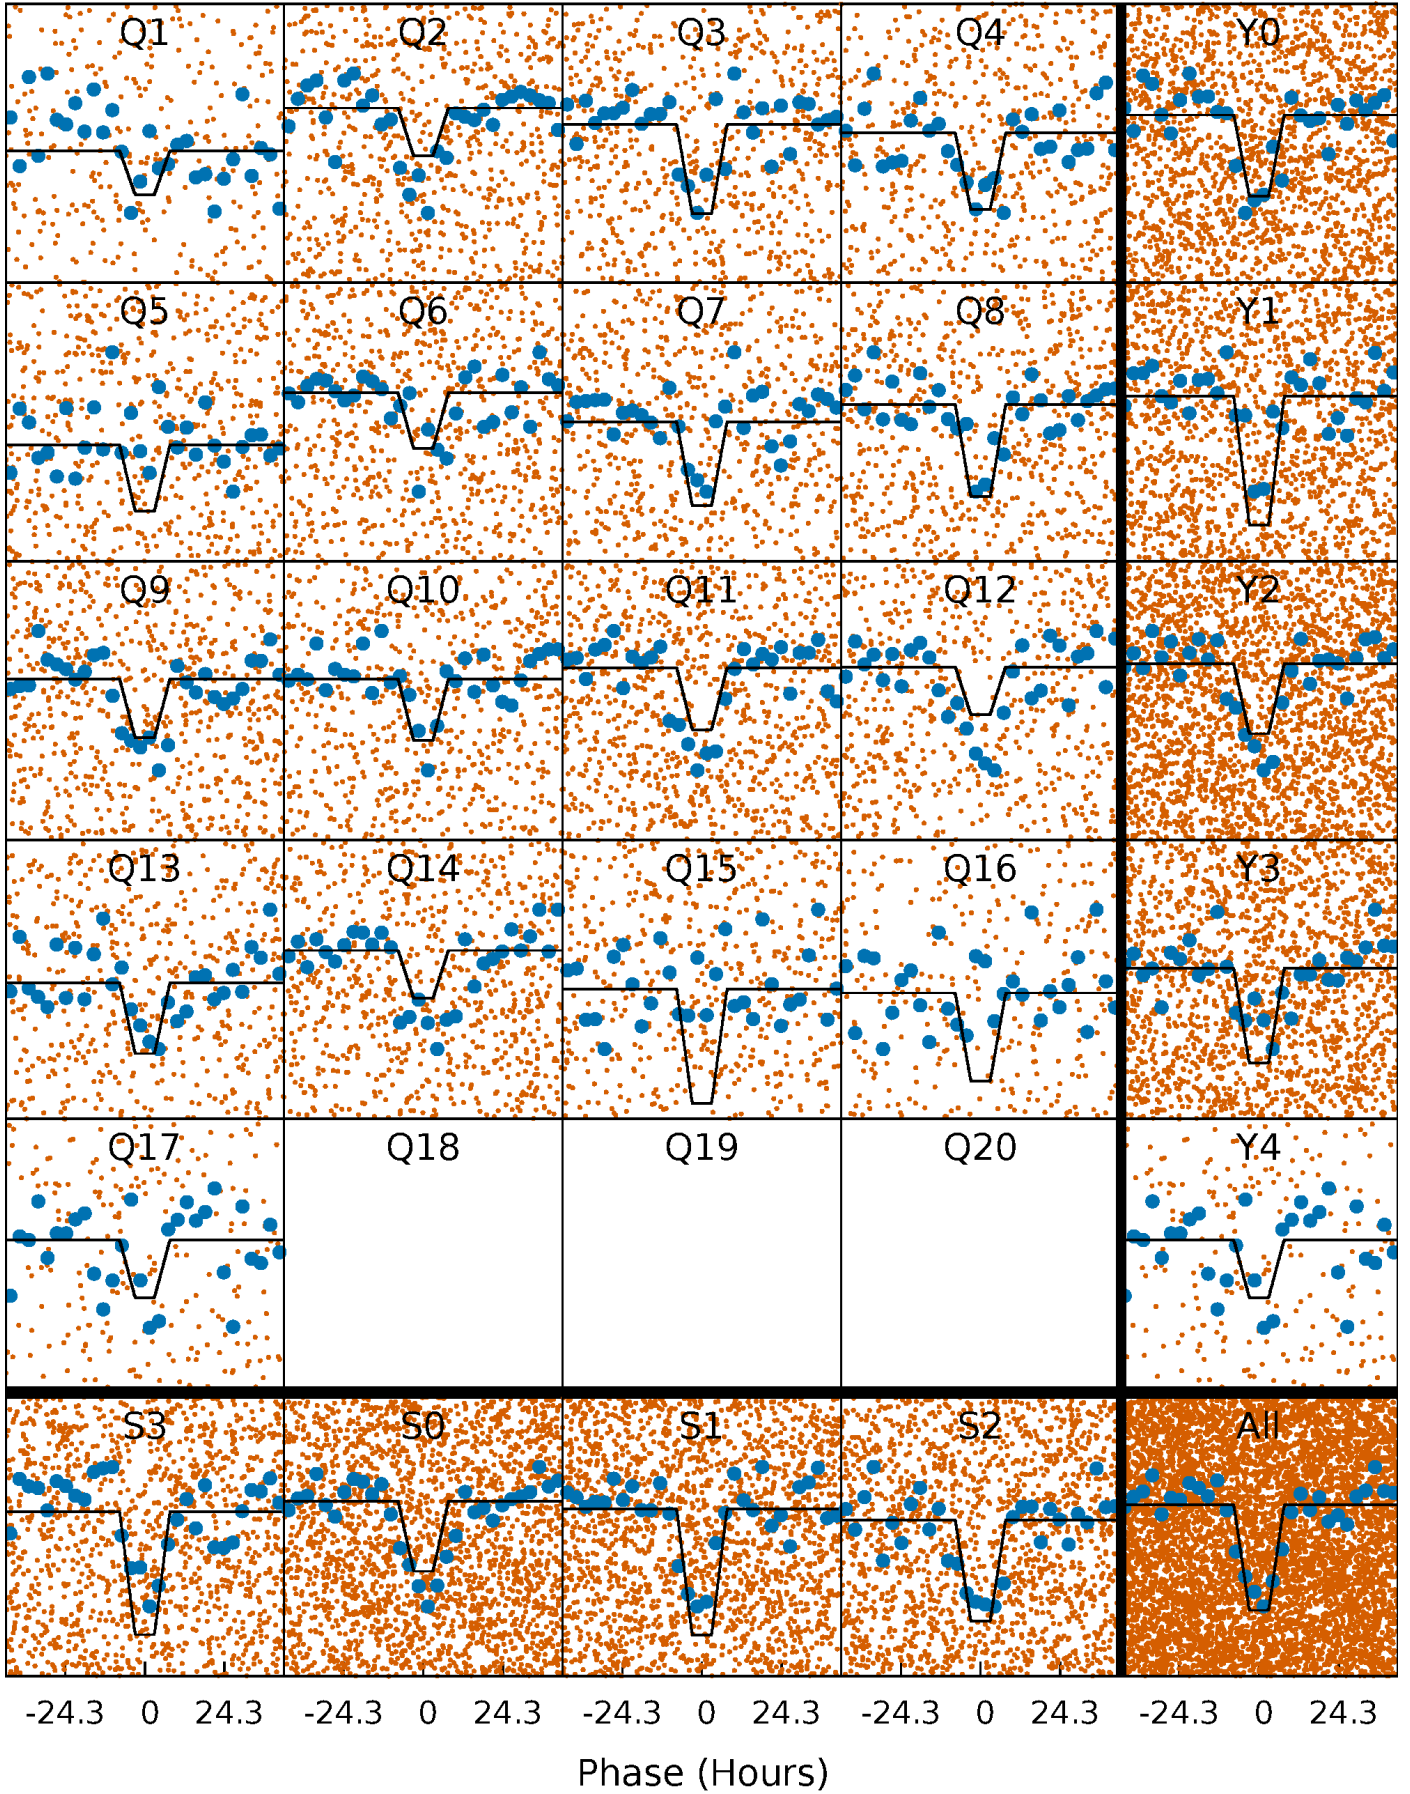 Q1 Q2 Q3 Q4 Y0
Q5 Q6 Q7 Q8 Y1
Q9 Q10 Q11 Q12 Y2
Q13 Q14 Q15 Q16 Y3
Q17 Q18 Q19 Q20 Y4
S3 S0 S1 S2 All
-24.3 0 24.3 -24.3 0 24.3 -24.3 0 24.3 -24.3 0 24.3 -24.3 0 24.3
Phase (Hours)